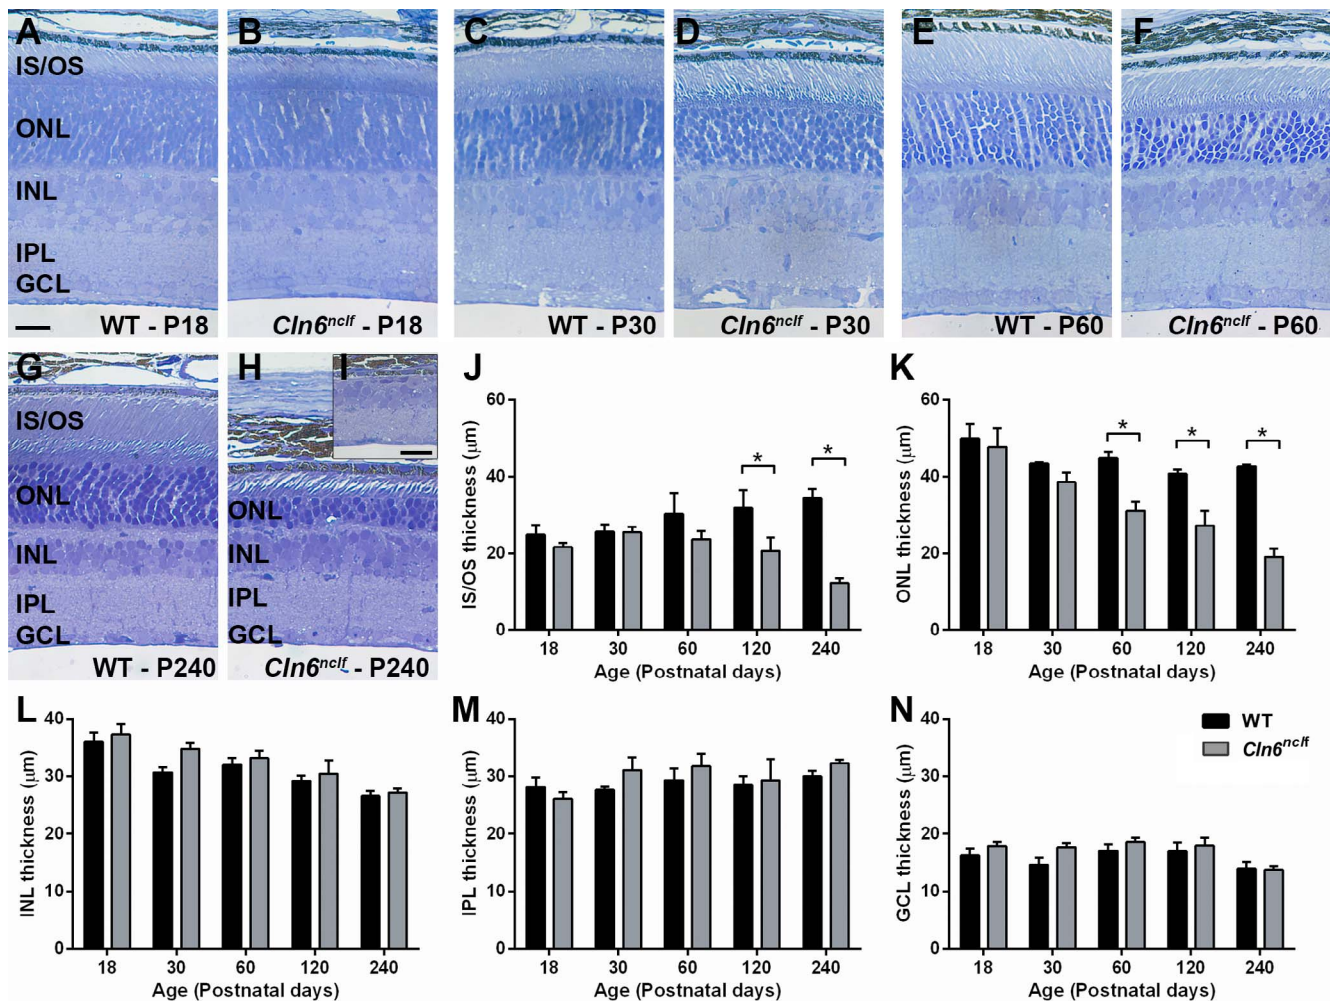 A
B
C
D
E
F
IS/OS
ONL
INL
IPL
GCL
WT - P18
Cln6nclf - P18
WT - P30
Cln6nclf - P30
WT - P60
Cln6nclf - P60
G
H
I
IS/OS
ONL
INL
IPL
GCL
WT - P240
ONL
INL
IPL
GCL
Cln6nclf - P240
J
IS/OS thickness (μm)
60
40
20
0
*
*
18 30 60 120 240
Age (Postnatal days)
K
ONL thickness (μm)
60
40
20
0
*
*
*
18 30 60 120 240
Age (Postnatal days)
L
INL thickness (μm)
40
30
20
10
0
18 30 60 120 240
Age (Postnatal days)
M
IPL thickness (μm)
40
30
20
10
0
18 30 60 120 240
Age (Postnatal days)
N
GCL thickness (μm)
40
30
20
10
0
18 30 60 120 240
Age (Postnatal days)
WT
Cln6nclf